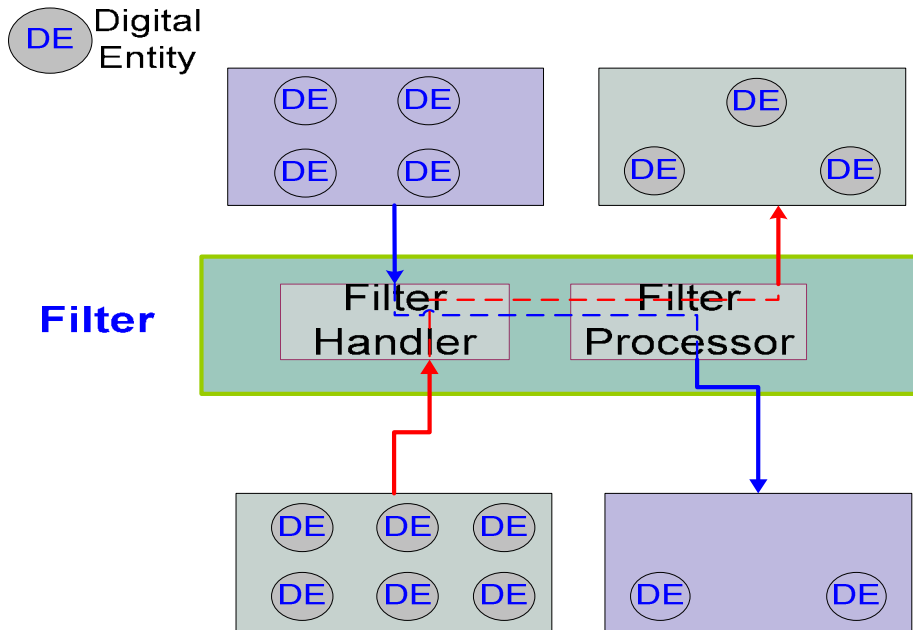 DE Digital
Entity
DE DE
DE
DE DE
DE DE
Filter
Filter
Handler
Filter
Processor
DE DE DE
DE DE DE
DE DE